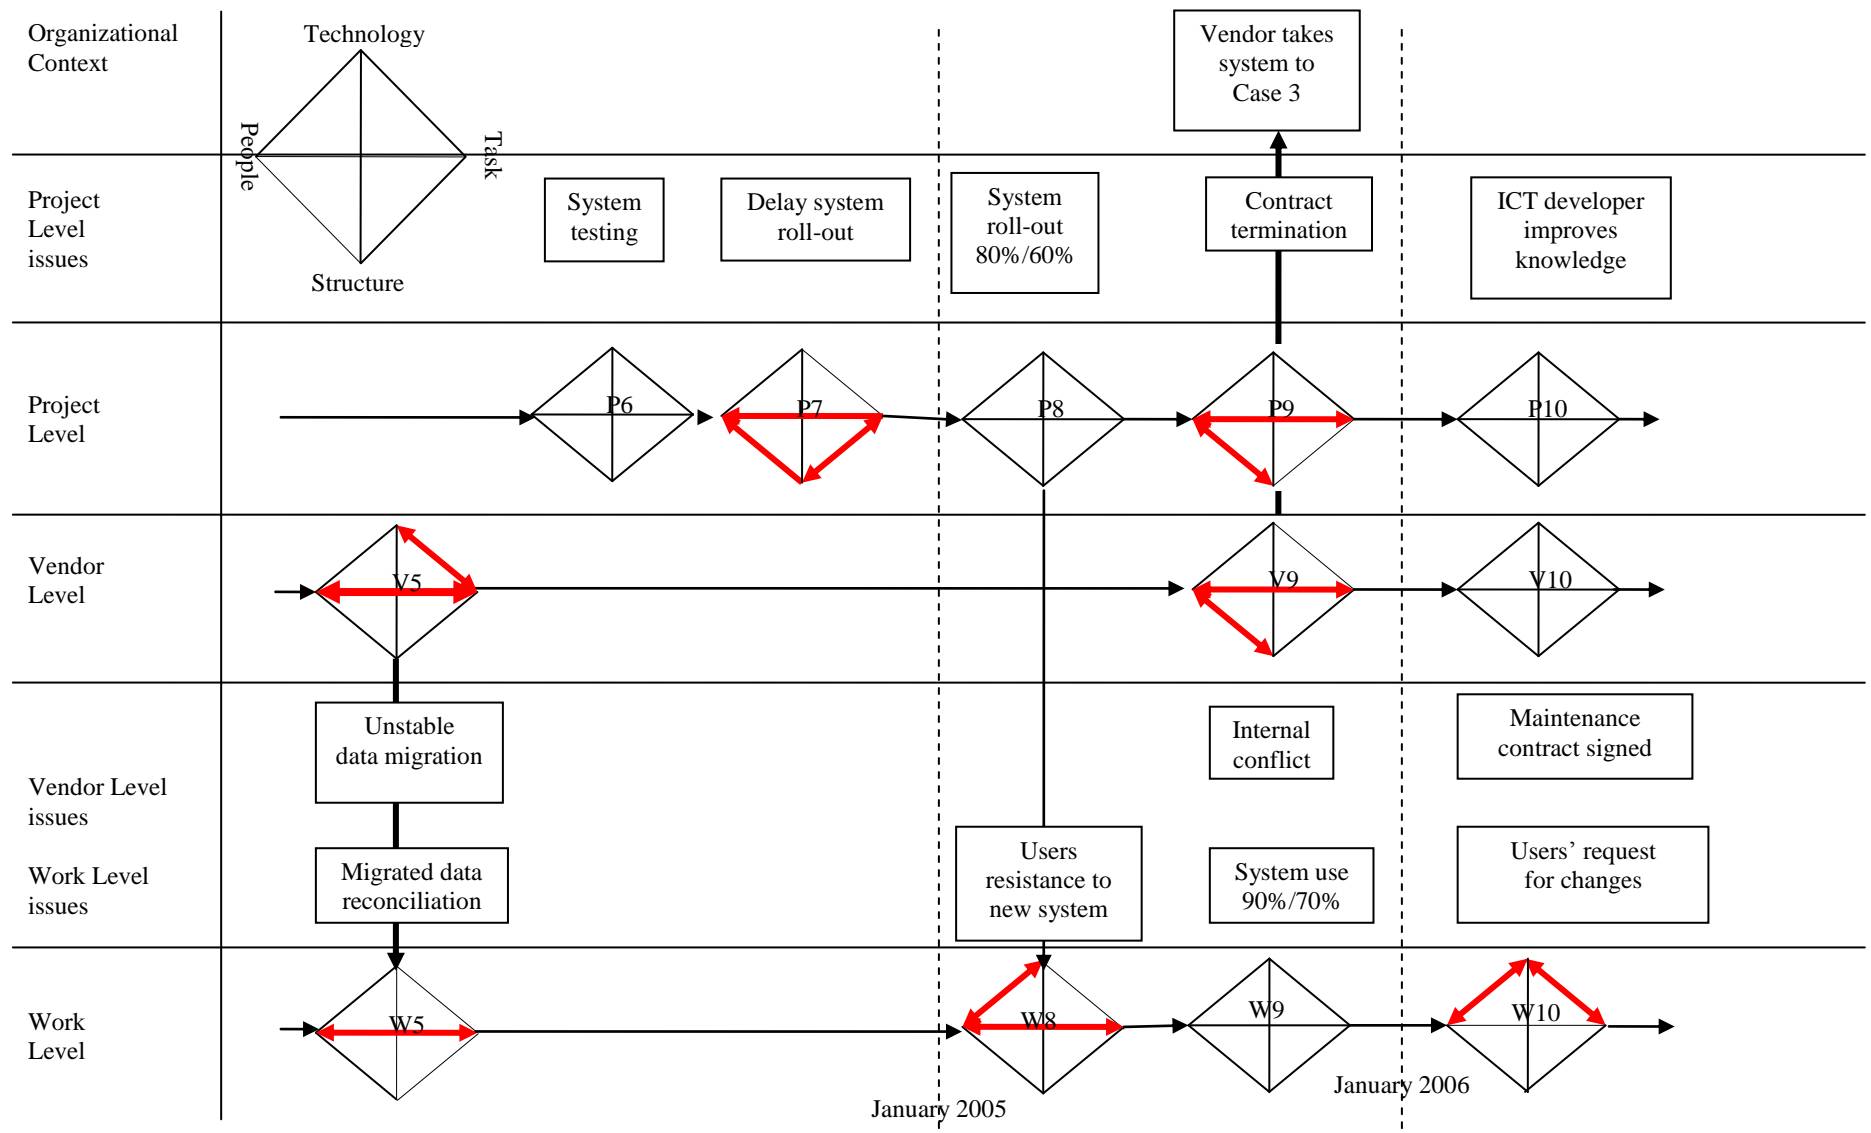 Organizational
Context
Technology
People
Task
Structure
Vendor takes
system to
Case 3
Project
Level
issues
System
testing
Delay system
roll-out
System
roll-out
80%/60%
Contract
termination
ICT developer
improves
knowledge
Project
Level
P6
P7
P8
P9
P10
Vendor
Level
V5
V9
V10
Unstable
data migration
Internal
conflict
Maintenance
contract signed
Vendor Level
issues
Work Level
issues
Migrated data
reconciliation
Users
resistance to
new system
System use
90%/70%
Users’ request
for changes
Work
Level
W5
W8
W9
W10
January 2005
January 2006